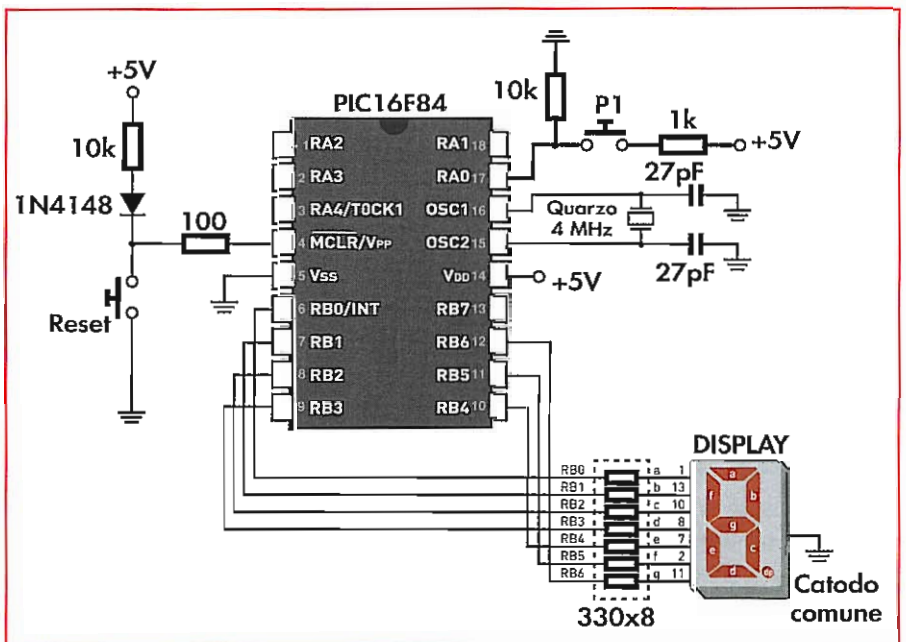 +5V
10k
1N4148
100
Reset
PIC16F84
1 RA2
2 RA3
3 RA4/T0CK1
4 MCLR/VPP
5 VSS
6 RB0/INT
7 RB1
8 RB2
9 RB3
RA1 18
RA0 17
OSC1 16
OSC2 15
VDD 14
RB7 13
RB6 12
RB5 11
RB4 10
10k
P1
1k
+5V
27pF
Quarzo
4 MHz
27pF
+5V
DISPLAY
RB0 a 1
RB1 b 13
RB2 c 10
RB3 d 8
RB4 e 7
RB5 f 2
RB6 g 11
330x8
a
f b
g
e c
d dp
Catodo
comune